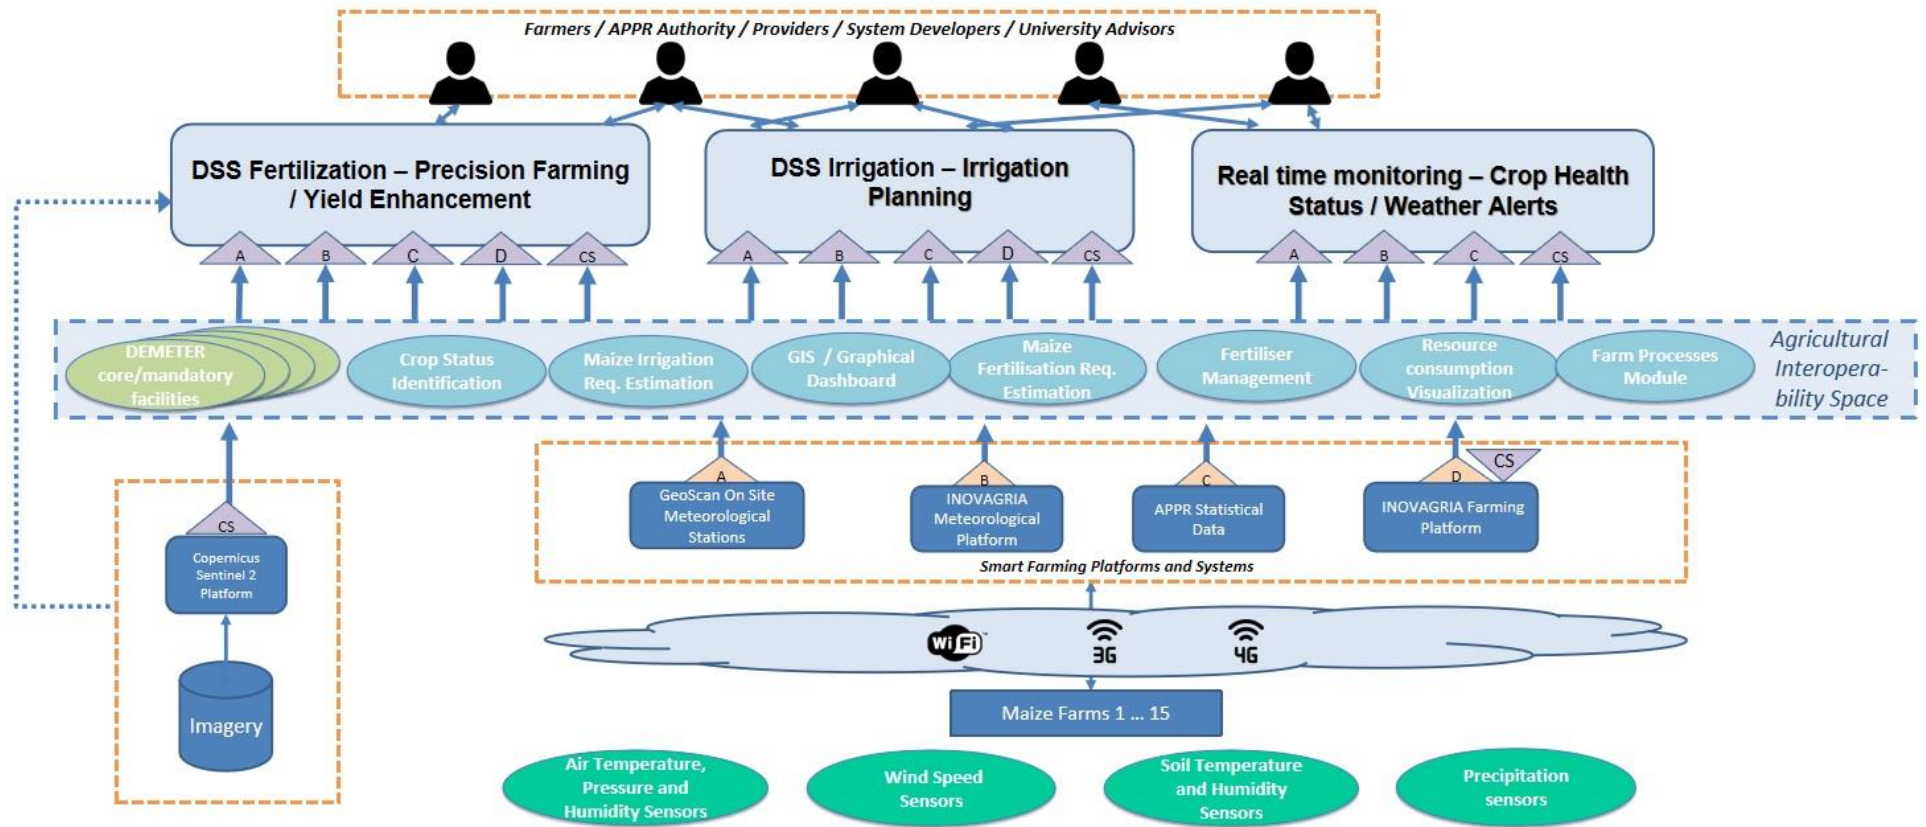 Farmers / APPR Authority / Providers / System Developers / University Advisors
DSS Fertilization – Precision Farming
/ Yield Enhancement
DSS Irrigation – Irrigation
Planning
Real time monitoring – Crop Health
Status / Weather Alerts
A
B
C
D
CS
A
B
C
D
CS
A
B
C
CS
DEMETER
core/mandatory
facilities
Crop Status
Identification
Maize Irrigation
Req. Estimation
GIS / Graphical
Dashboard
Maize
Fertilisation Req.
Estimation
Fertiliser
Management
Resource
consumption
Visualization
Farm Processes
Module
Agricultural
Interopera-
bility Space
CS
Copernicus
Sentinel 2
Platform
Imagery
A
GeoScan On Site
Meteorological
Stations
B
INOVAGRIA
Meteorological
Platform
C
APPR Statistical
Data
D
CS
INOVAGRIA Farming
Platform
Smart Farming Platforms and Systems
WiFi™
3G
4G
Maize Farms 1 ... 15
Air Temperature,
Pressure and
Humidity Sensors
Wind Speed
Sensors
Soil Temperature
and Humidity
Sensors
Precipitation
sensors